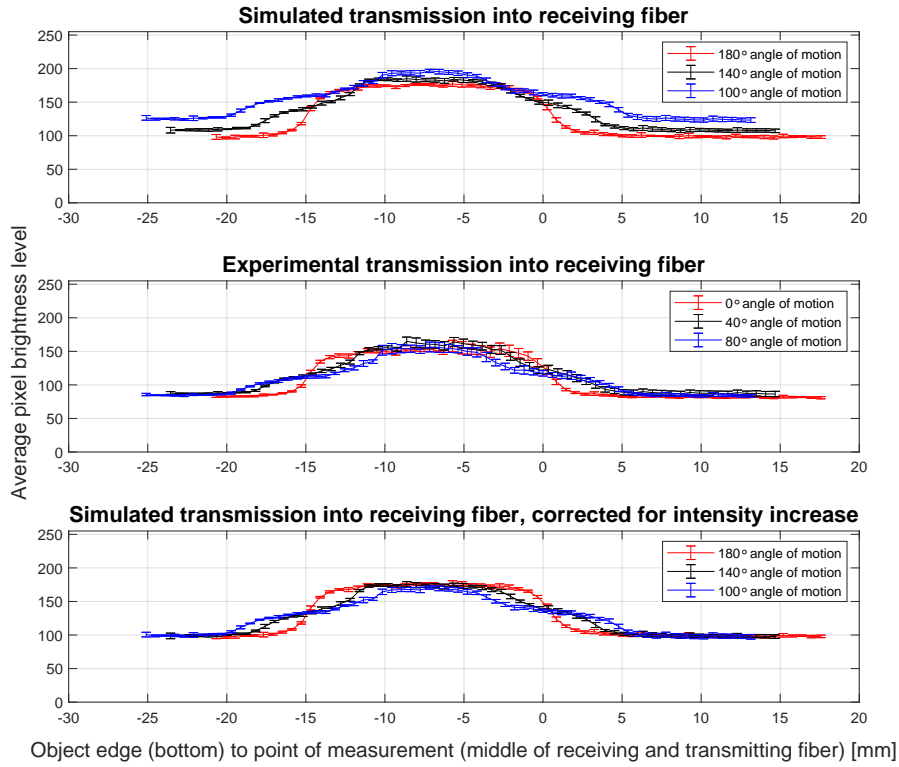 Simulated transmission into receiving fiber
250
200
150
100
50
0
180° angle of motion
140° angle of motion
100° angle of motion
-30 -25 -20 -15 -10 -5 0 5 10 15 20
Experimental transmission into receiving fiber
250
200
150
100
50
0
0° angle of motion
40° angle of motion
80° angle of motion
-30 -25 -20 -15 -10 -5 0 5 10 15 20
Average pixel brightness level
Simulated transmission into receiving fiber, corrected for intensity increase
250
200
150
100
50
0
180° angle of motion
140° angle of motion
100° angle of motion
-30 -25 -20 -15 -10 -5 0 5 10 15 20
Object edge (bottom) to point of measurement (middle of receiving and transmitting fiber) [mm]